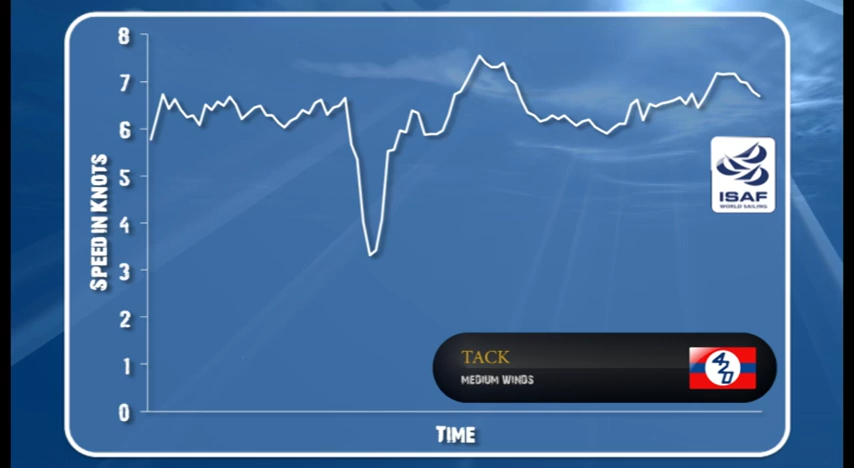 8
7
6
5
4
3
2
1
0
SPEED IN KNOTS
TIME
ISAF
WORLD SAILING
TACK
MEDIUM WINDS
420